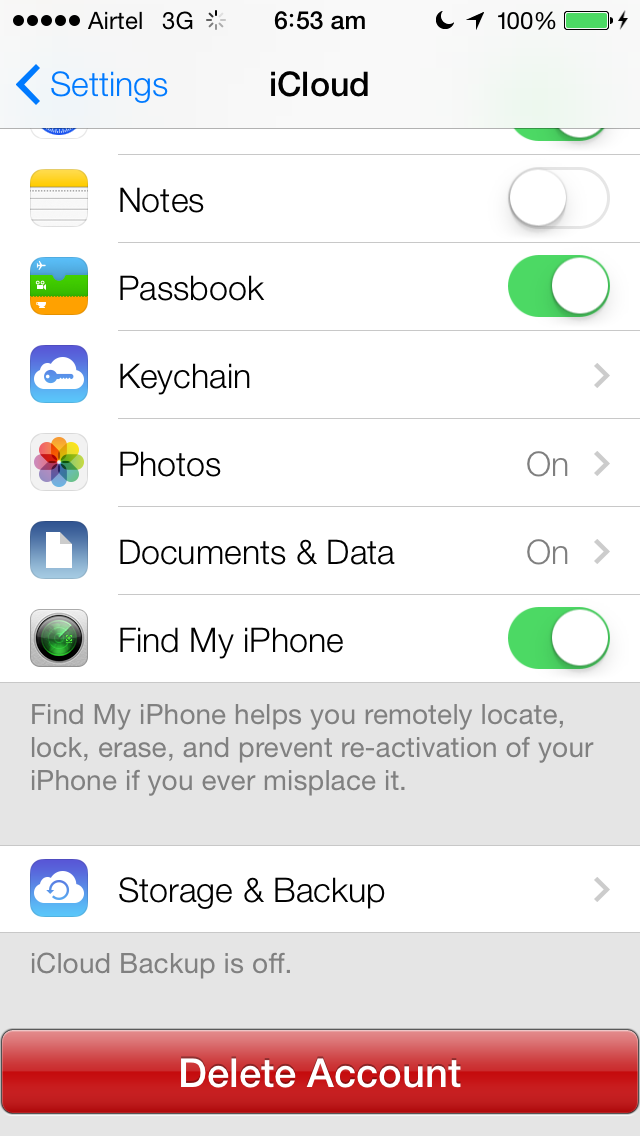 Airtel 3G 6:53 am 100%
Settings iCloud
Notes
Passbook
Keychain
Photos On
Documents & Data On
Find My iPhone
Find My iPhone helps you remotely locate,
lock, erase, and prevent re-activation of your
iPhone if you ever misplace it.
Storage & Backup
iCloud Backup is off.
Delete Account